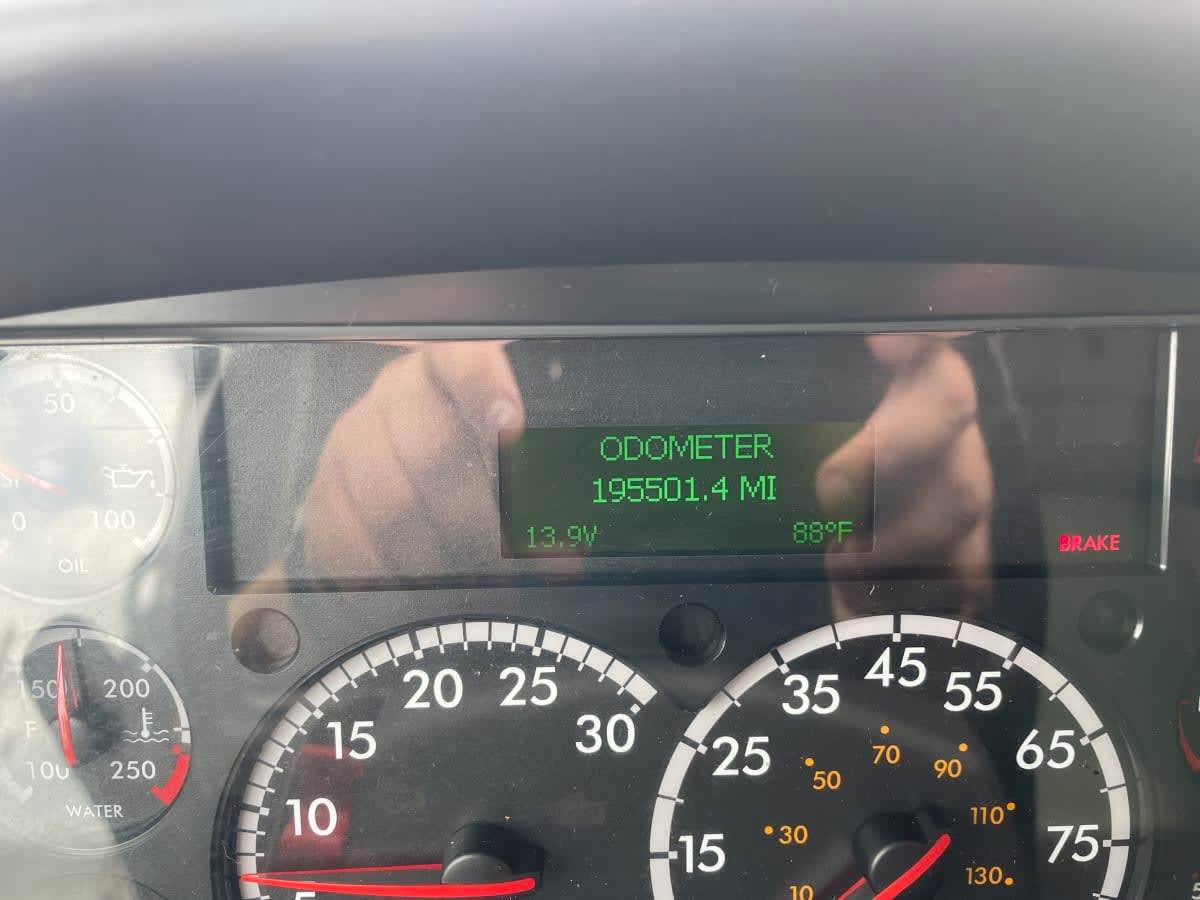 ODOMETER
195501.4 MI
13.9V 88°F
BRAKE
50
0 100
OIL
150 200
F
100 250
WATER
5 10 15 20 25 30
15 25 35 45 55 65 75
10 30 50 70 90 110 130